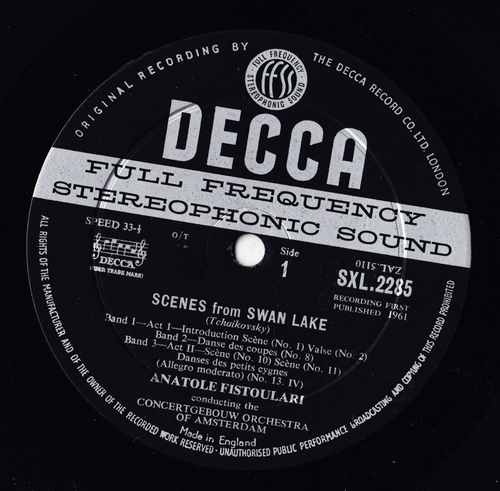 ORIGINAL RECORDING BY
THE DECCA RECORD CO. LTD. LONDON
FULL FREQUENCY
FFSS
STEREOPHONIC SOUND
DECCA
FULL FREQUENCY
STEREOPHONIC SOUND
SPEED 33-⅓
o/T
Side
1
ZAL.5110
SXL.2285
RECORDING FIRST
PUBLISHED 1961
DECCA
TRADE MARK
SCENES from SWAN LAKE
(Tchaikovsky)
Band 1—Act 1—Introduction Scène (No. 1) Valse (No. 2)
Band 2—Danse des coupes (No. 8)
Band 3—Act II—Scène (No. 10) Scène (No. 11)
Danses des petits cygnes
(Allegro moderato) (No. 13. IV)
ANATOLE FISTOULARI
conducting the
CONCERTGEBOUW ORCHESTRA
OF AMSTERDAM
Made in England
ALL RIGHTS OF THE MANUFACTURER AND OF THE OWNER OF THE RECORDED WORK RESERVED · UNAUTHORISED PUBLIC PERFORMANCE BROADCASTING AND COPYING OF THIS RECORD PROHIBITED